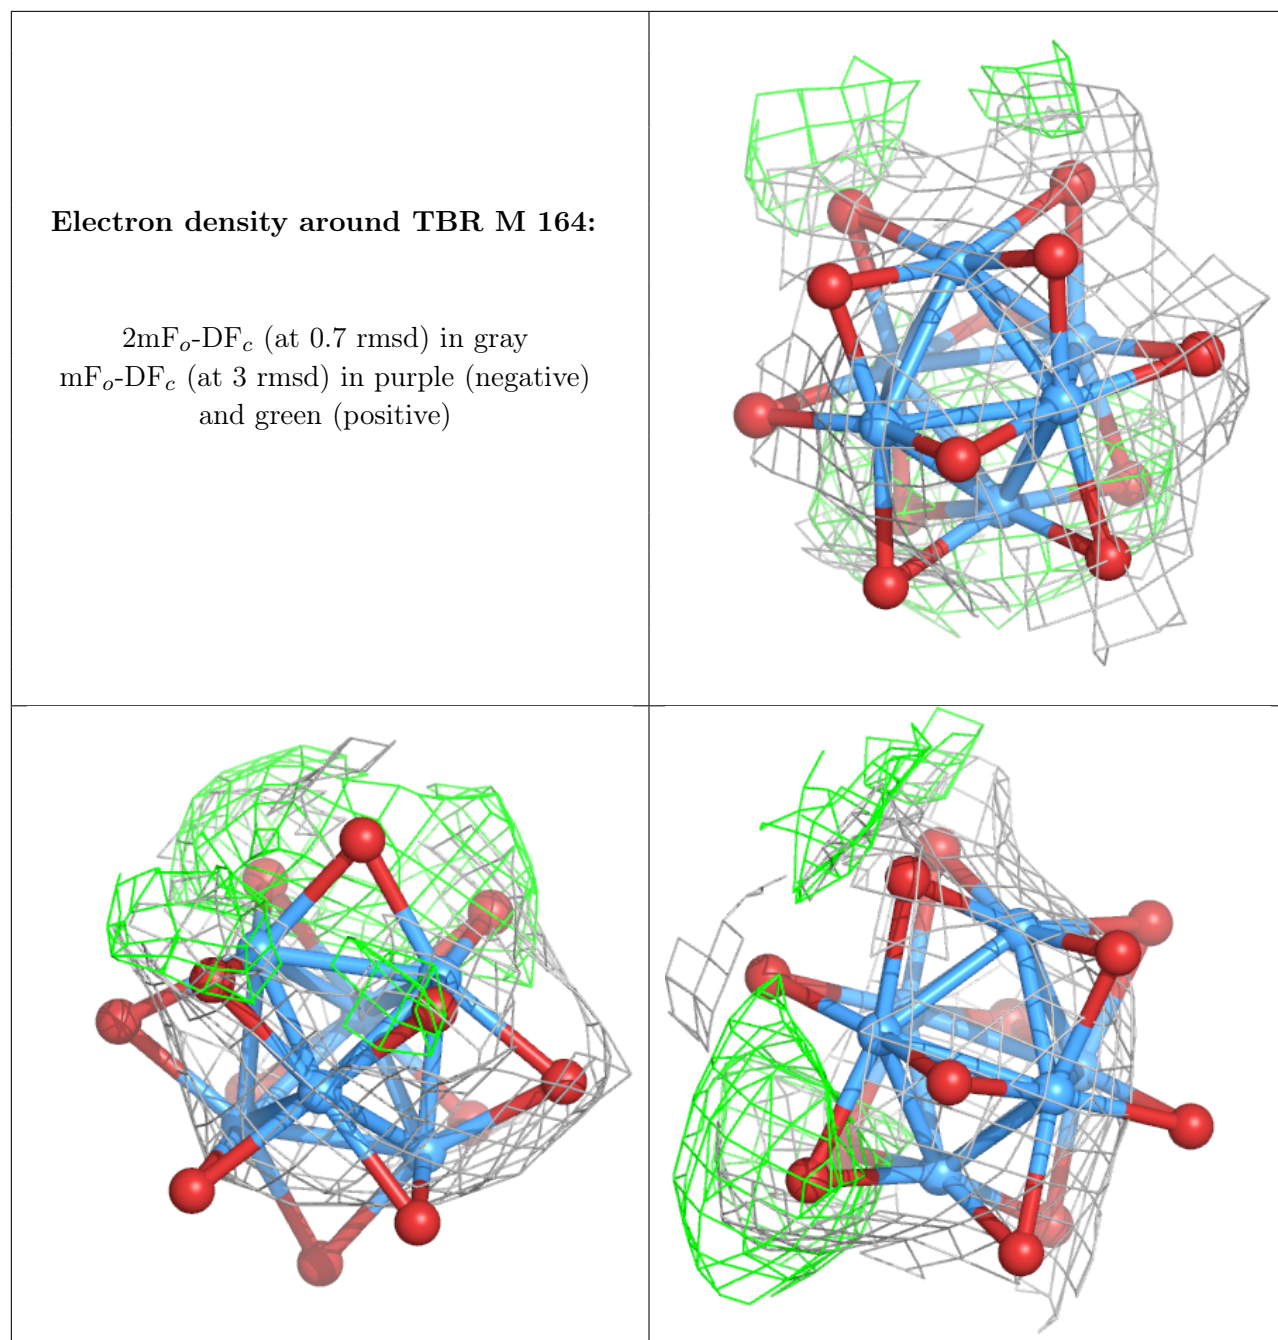 Electron density around TBR M 164:
2mFo-DFc (at 0.7 rmsd) in gray
mFo-DFc (at 3 rmsd) in purple (negative)
and green (positive)